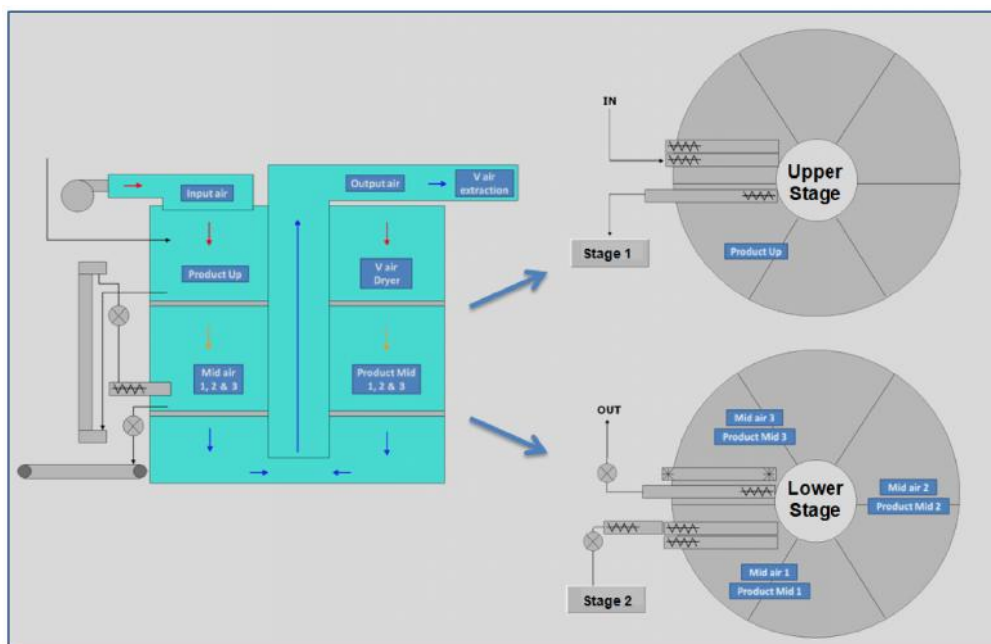 Input air
Output air
V air
extraction
Product Up
V air
Dryer
Mid air
1, 2 & 3
Product Mid
1, 2 & 3
IN
Upper
Stage
Stage 1
Product Up
OUT
Mid air 3
Product Mid 3
Mid air 2
Product Mid 2
Lower
Stage
Mid air 1
Product Mid 1
Stage 2